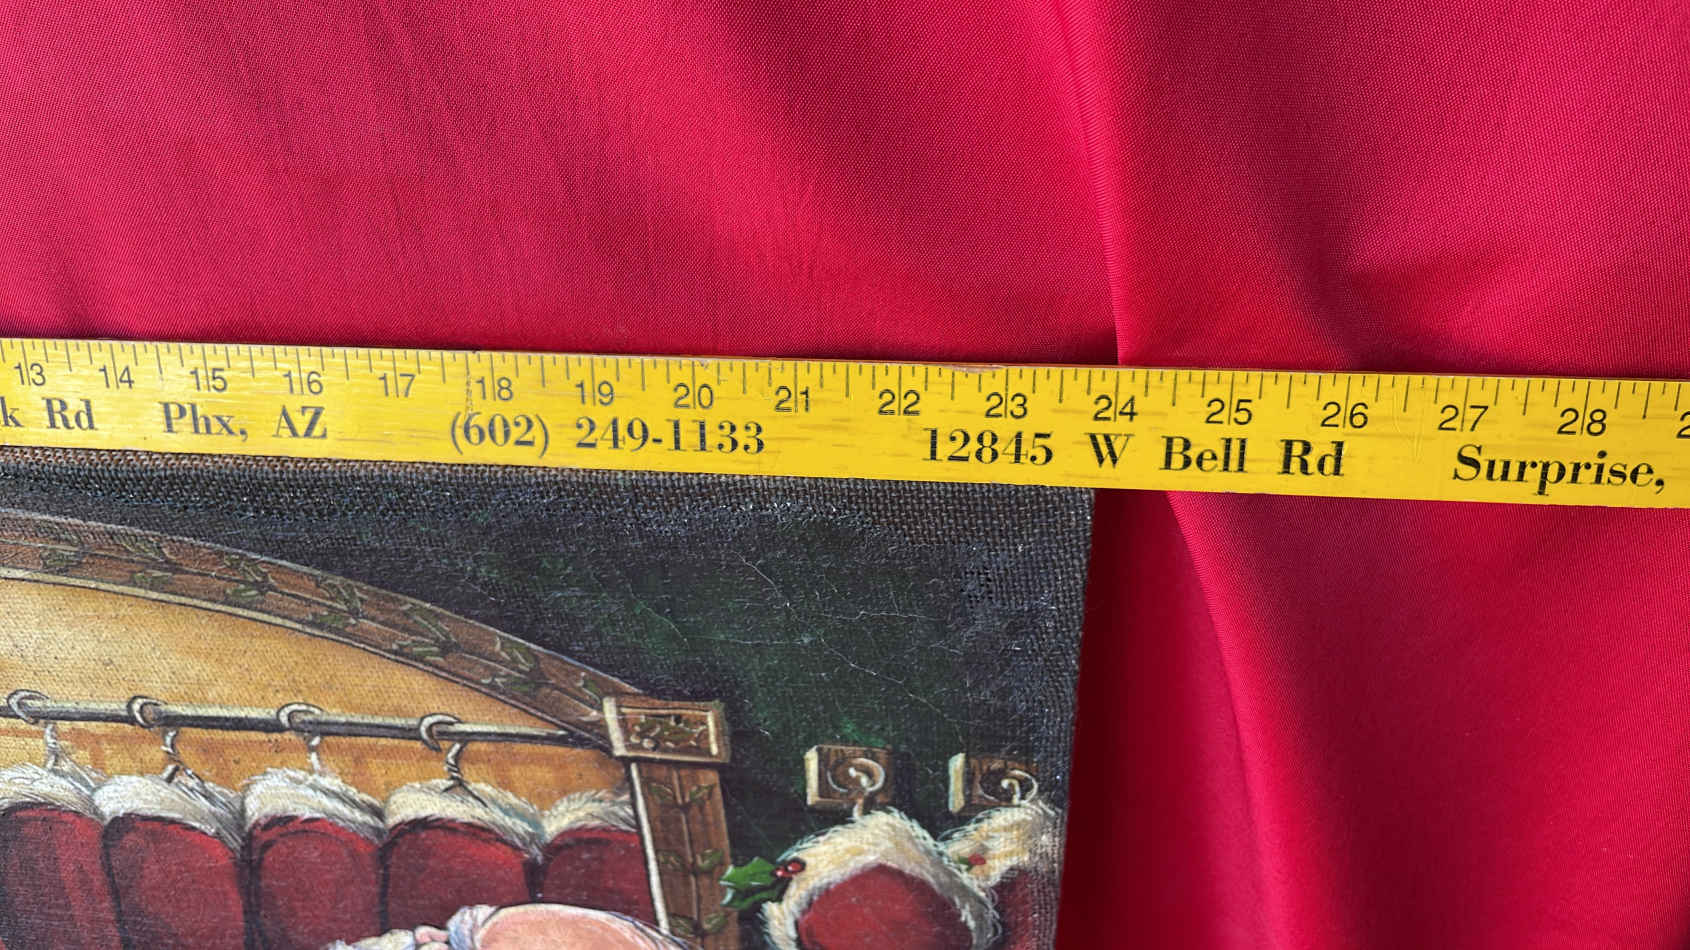 13 14 15 16 17 18 19 20 21 22 23 24 25 26 27 28
k Rd Phx, AZ (602) 249-1133 12845 W Bell Rd Surprise,